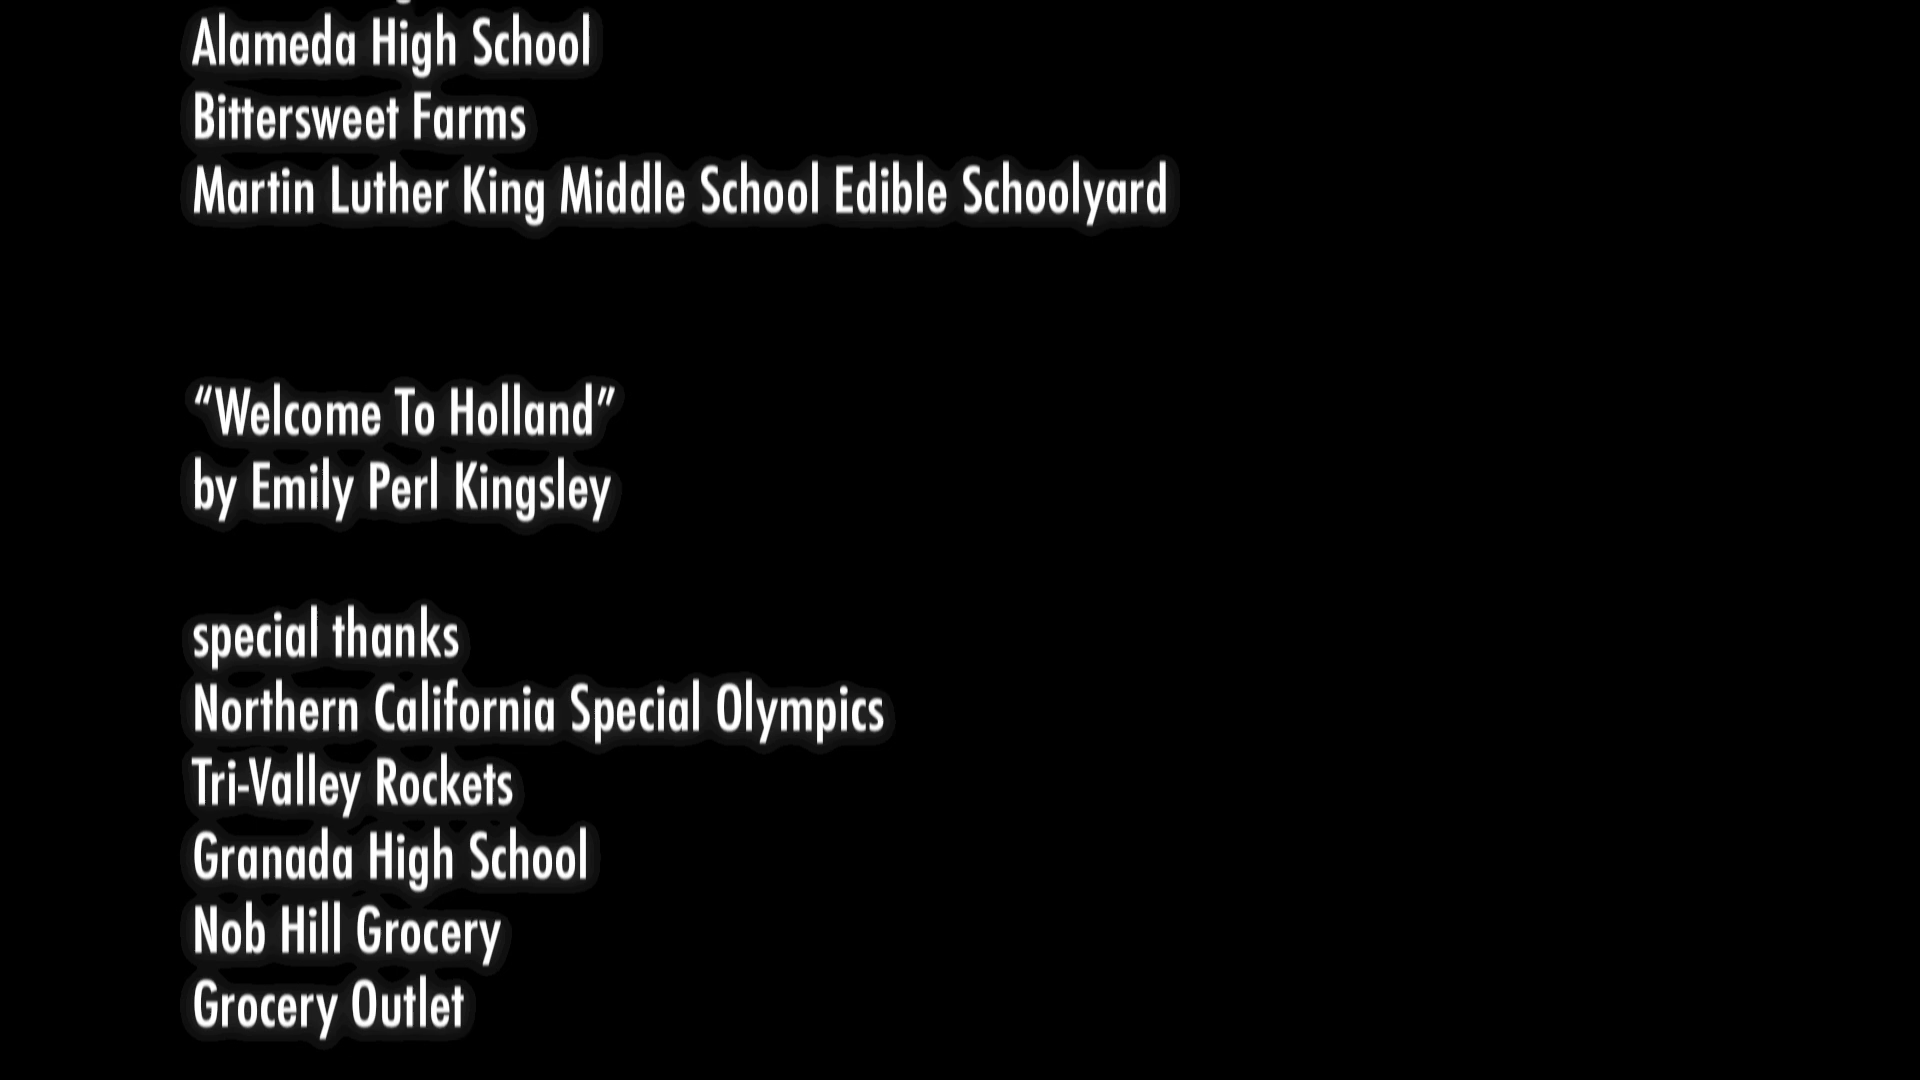 Alameda High School
Bittersweet Farms
Martin Luther King Middle School Edible Schoolyard
“Welcome To Holland”
by Emily Perl Kingsley
special thanks
Northern California Special Olympics
Tri-Valley Rockets
Granada High School
Nob Hill Grocery
Grocery Outlet